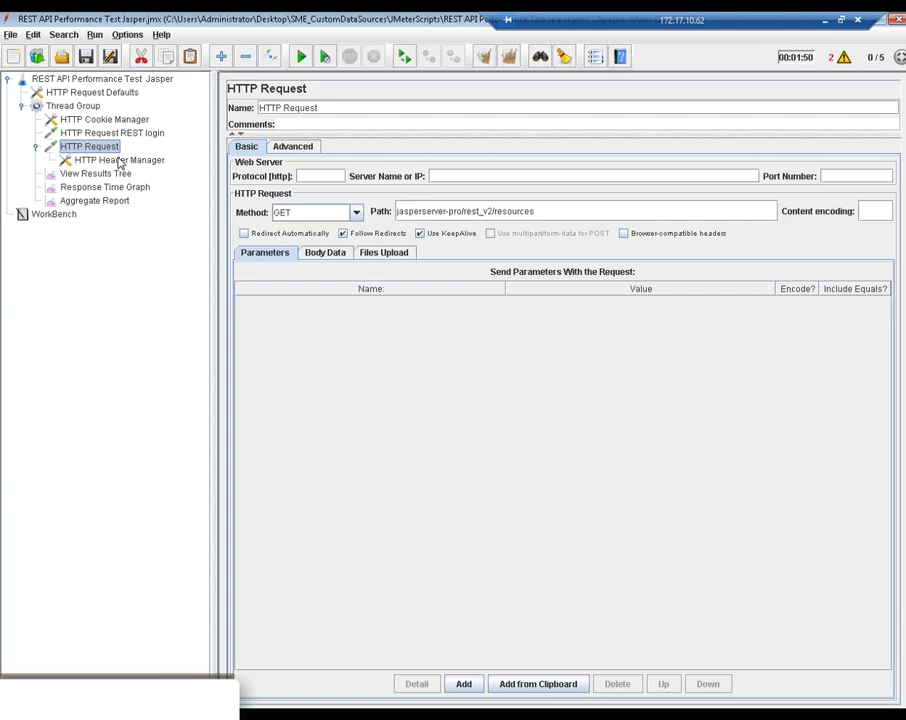 REST API Performance Test Jasper.jmx (C:\Users\Administrator\Desktop\SME_CustomDataSources\JMeterScripts\REST API
172.17.10.62
File Edit Search Run Options Help
00:01:50 2 0 / 5
REST API Performance Test Jasper
HTTP Request Defaults
Thread Group
HTTP Cookie Manager
HTTP Request REST login
HTTP Request
HTTP Header Manager
View Results Tree
Response Time Graph
Aggregate Report
WorkBench
HTTP Request
Name: HTTP Request
Comments:
Basic Advanced
Web Server
Protocol [http]: Server Name or IP: Port Number:
HTTP Request
Method: GET Path: jasperserver-pro/rest_v2/resources Content encoding:
Redirect Automatically Follow Redirects Use KeepAlive Use multipart/form-data for POST Browser-compatible headers
Parameters Body Data Files Upload
Send Parameters With the Request:
Name: Value Encode? Include Equals?
Detail Add Add from Clipboard Delete Up Down